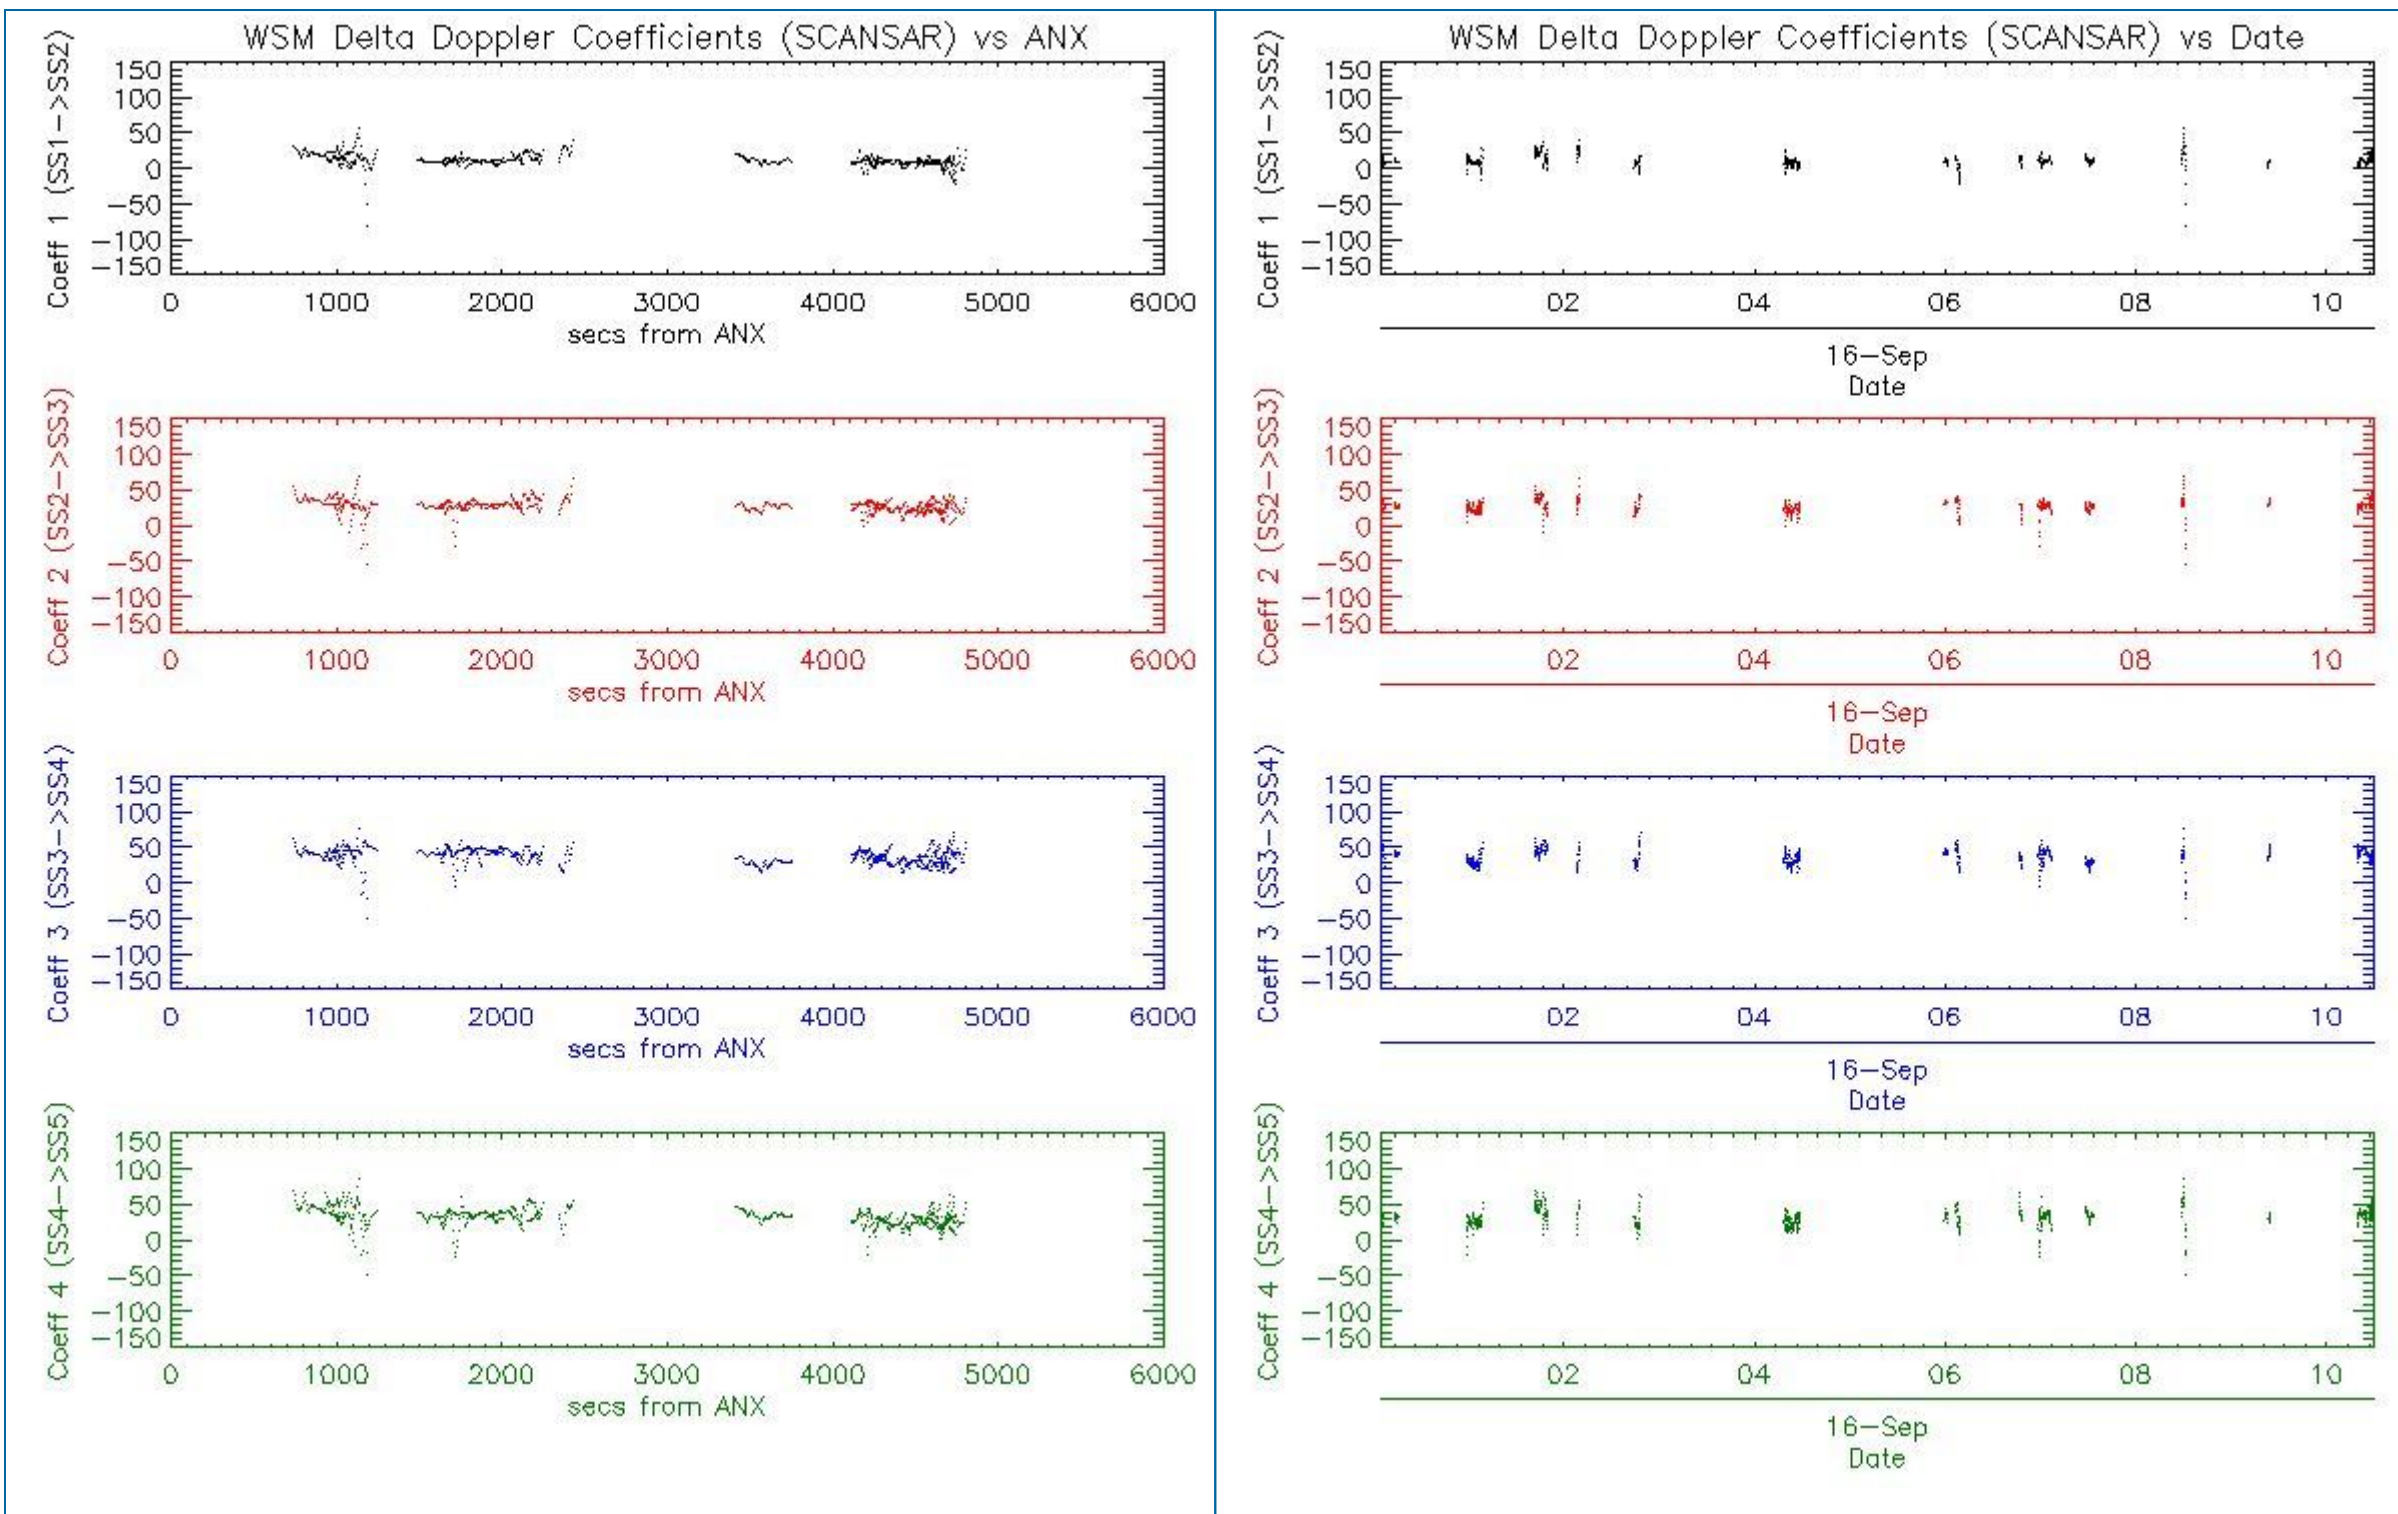 WSM Delta Doppler Coefficients (SCANSAR) vs ANX
Coeff 1 (SS1->SS2)
150
100
50
0
-50
-100
-150
0 1000 2000 3000 4000 5000 6000
secs from ANX
Coeff 2 (SS2->SS3)
150
100
50
0
-50
-100
-150
0 1000 2000 3000 4000 5000 6000
secs from ANX
Coeff 3 (SS3->SS4)
150
100
50
0
-50
-100
-150
0 1000 2000 3000 4000 5000 6000
secs from ANX
Coeff 4 (SS4->SS5)
150
100
50
0
-50
-100
-150
0 1000 2000 3000 4000 5000 6000
secs from ANX
WSM Delta Doppler Coefficients (SCANSAR) vs Date
Coeff 1 (SS1->SS2)
150
100
50
0
-50
-100
-150
02 04 06 08 10
16-Sep
Date
Coeff 2 (SS2->SS3)
150
100
50
0
-50
-100
-150
02 04 06 08 10
16-Sep
Date
Coeff 3 (SS3->SS4)
150
100
50
0
-50
-100
-150
02 04 06 08 10
16-Sep
Date
Coeff 4 (SS4->SS5)
150
100
50
0
-50
-100
-150
02 04 06 08 10
16-Sep
Date